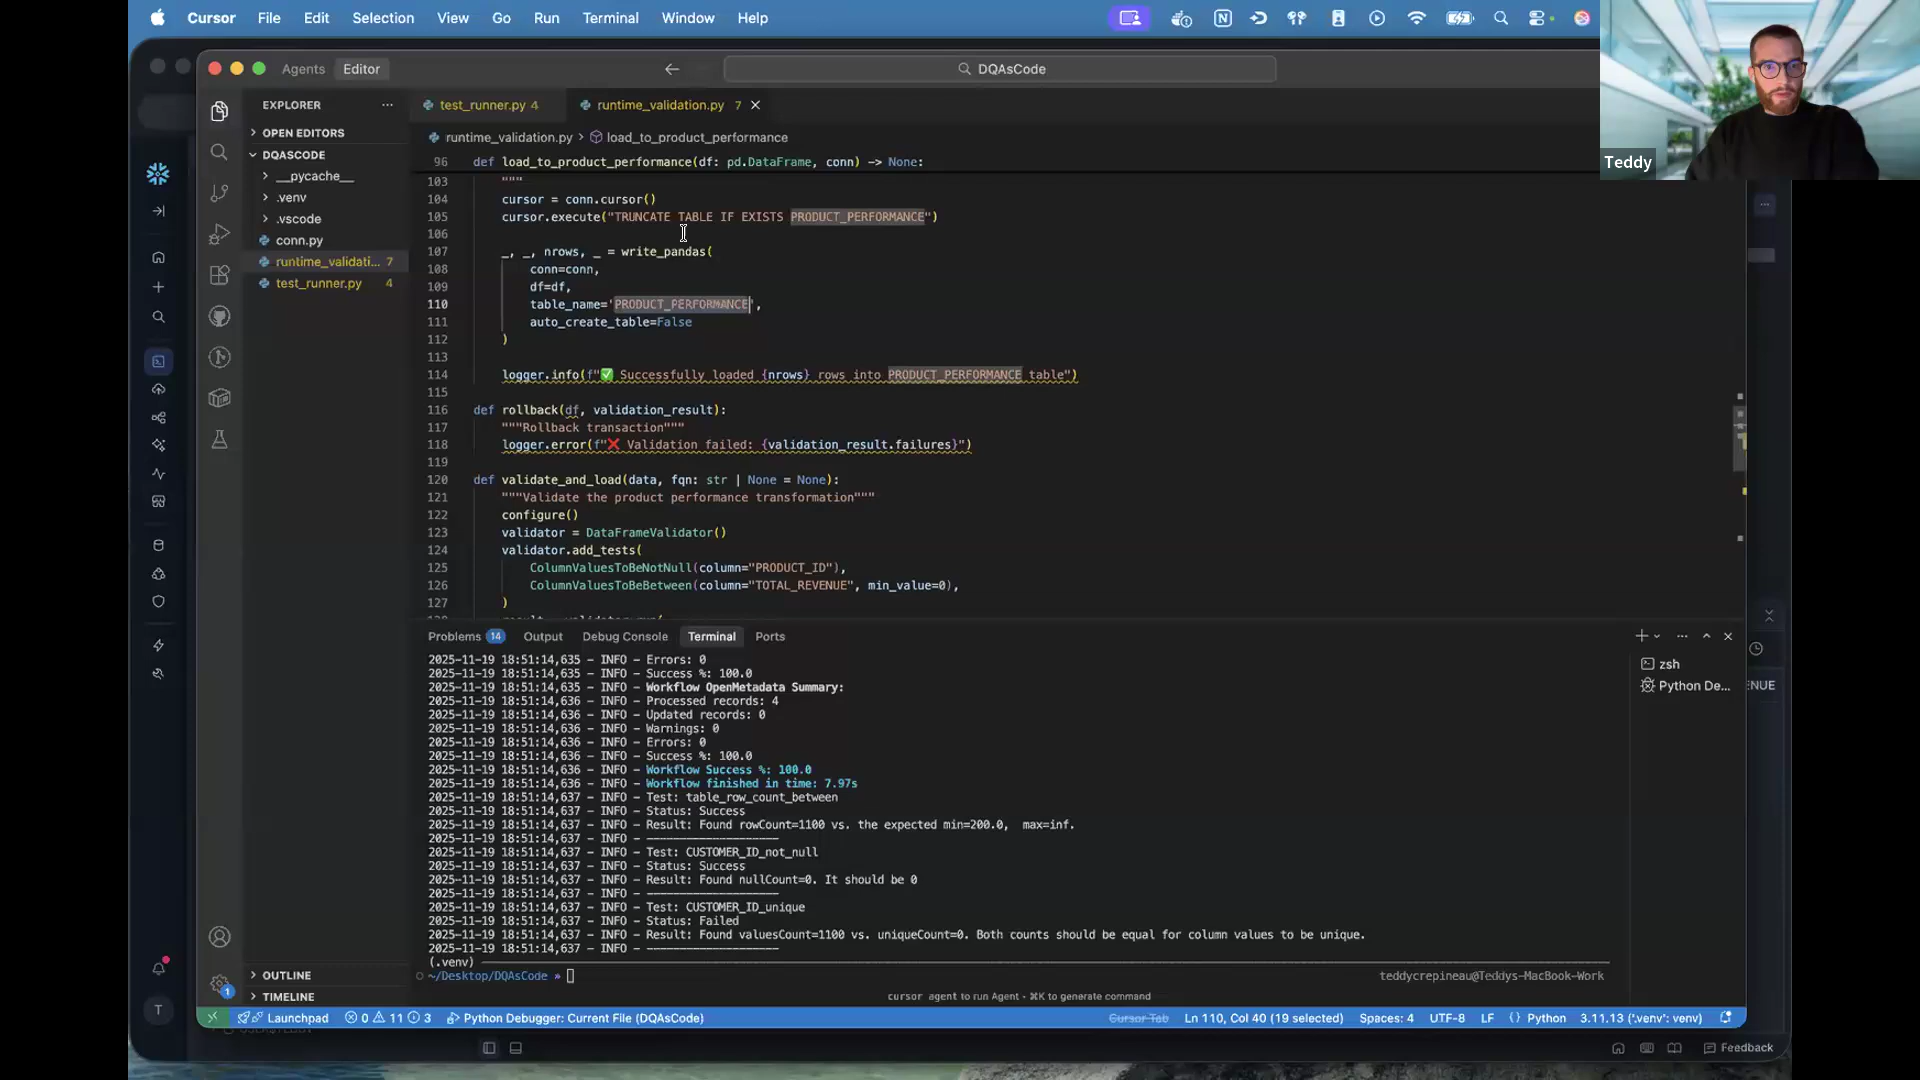 Cursor File Edit Selection View Go Run Terminal Window Help
Agents Editor
DQAsCode
Teddy
EXPLORER
OPEN EDITORS
DQASCODE
__pycache__
.venv
.vscode
conn.py
runtime_validati... 7
test_runner.py 4
OUTLINE
TIMELINE
test_runner.py 4
runtime_validation.py 7
runtime_validation.py > load_to_product_performance
96 def load_to_product_performance(df: pd.DataFrame, conn) -> None:
103 """
104 cursor = conn.cursor()
105 cursor.execute("TRUNCATE TABLE IF EXISTS PRODUCT_PERFORMANCE")
106
107 _, _, nrows, _ = write_pandas(
108 conn=conn,
109 df=df,
110 table_name='PRODUCT_PERFORMANCE',
111 auto_create_table=False
112 )
113
114 logger.info(f"✅ Successfully loaded {nrows} rows into PRODUCT_PERFORMANCE table")
115
116 def rollback(df, validation_result):
117 """Rollback transaction"""
118 logger.error(f"❌ Validation failed: {validation_result.failures}")
119
120 def validate_and_load(data, fqn: str | None = None):
121 """Validate the product performance transformation"""
122 configure()
123 validator = DataFrameValidator()
124 validator.add_tests(
125 ColumnValuesToBeNotNull(column="PRODUCT_ID"),
126 ColumnValuesToBeBetween(column="TOTAL_REVENUE", min_value=0),
127 )
Problems 14 Output Debug Console Terminal Ports
zsh
Python De...
NUE
2025-11-19 18:51:14,635 - INFO - Errors: 0
2025-11-19 18:51:14,635 - INFO - Success %: 100.0
2025-11-19 18:51:14,635 - INFO - Workflow OpenMetadata Summary:
2025-11-19 18:51:14,636 - INFO - Processed records: 4
2025-11-19 18:51:14,636 - INFO - Updated records: 0
2025-11-19 18:51:14,636 - INFO - Warnings: 0
2025-11-19 18:51:14,636 - INFO - Errors: 0
2025-11-19 18:51:14,636 - INFO - Success %: 100.0
2025-11-19 18:51:14,636 - INFO - Workflow Success %: 100.0
2025-11-19 18:51:14,636 - INFO - Workflow finished in time: 7.97s
2025-11-19 18:51:14,637 - INFO - Test: table_row_count_between
2025-11-19 18:51:14,637 - INFO - Status: Success
2025-11-19 18:51:14,637 - INFO - Result: Found rowCount=1100 vs. the expected min=200.0, max=inf.
2025-11-19 18:51:14,637 - INFO - --------------------
2025-11-19 18:51:14,637 - INFO - Test: CUSTOMER_ID_not_null
2025-11-19 18:51:14,637 - INFO - Status: Success
2025-11-19 18:51:14,637 - INFO - Result: Found nullCount=0. It should be 0
2025-11-19 18:51:14,637 - INFO - --------------------
2025-11-19 18:51:14,637 - INFO - Test: CUSTOMER_ID_unique
2025-11-19 18:51:14,637 - INFO - Status: Failed
2025-11-19 18:51:14,637 - INFO - Result: Found valuesCount=1100 vs. uniqueCount=0. Both counts should be equal for column values to be unique.
2025-11-19 18:51:14,637 - INFO - --------------------
(.venv)
~/Desktop/DQAsCode » teddycrepineau@Teddys-MacBook-Work
cursor agent to run Agent - ⌘K to generate command
T
1
Launchpad 0 11 3 Python Debugger: Current File (DQAsCode) Cursor Tab Ln 110, Col 40 (19 selected) Spaces: 4 UTF-8 LF {} Python 3.11.13 ('.venv': venv)
Feedback